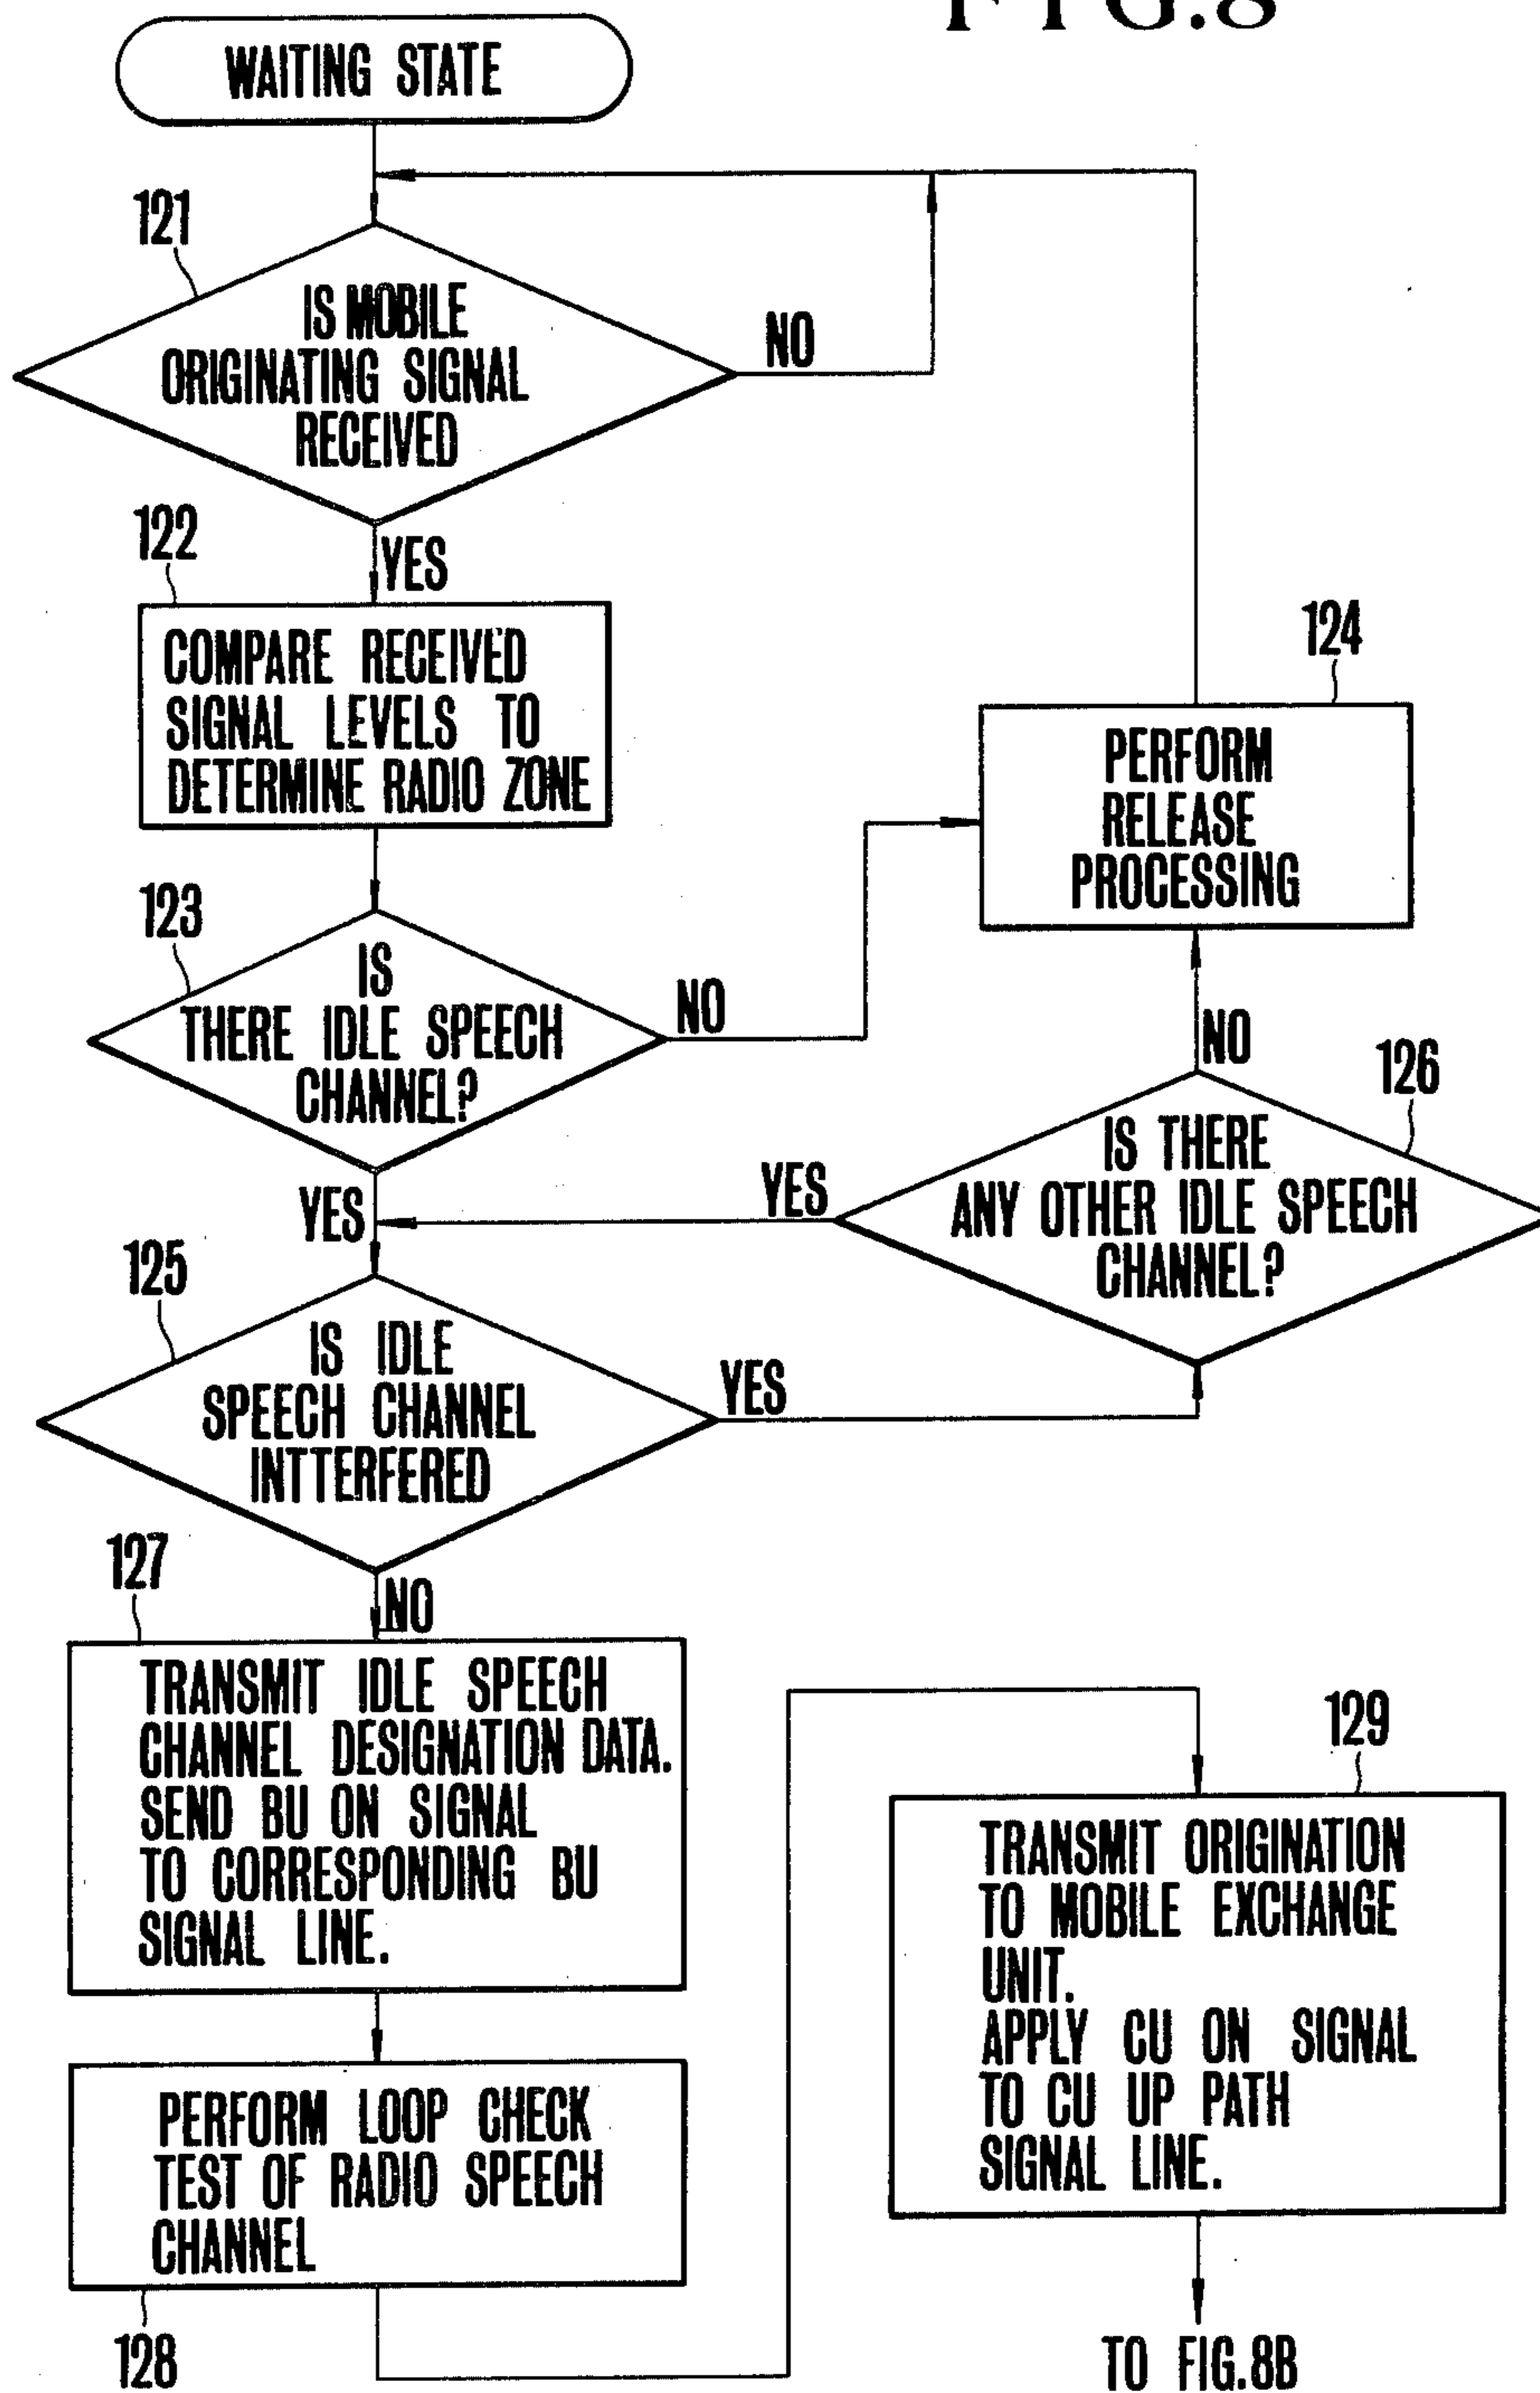 FIG.8
WAITING STATE
121
IS MOBILE
ORIGINATING SIGNAL
RECEIVED
NO
122
YES
COMPARE RECEIVED
SIGNAL LEVELS TO
DETERMINE RADIO ZONE
124
PERFORM
RELEASE
PROCESSING
123
IS
THERE IDLE SPEECH
CHANNEL?
NO
NO
126
IS THERE
ANY OTHER IDLE SPEECH
CHANNEL?
YES
YES
125
IS IDLE
SPEECH CHANNEL
INTTERFERED
YES
127
NO
TRANSMIT IDLE SPEECH
CHANNEL DESIGNATION DATA.
SEND BU ON SIGNAL
TO CORRESPONDING BU
SIGNAL LINE.
PERFORM LOOP CHECK
TEST OF RADIO SPEECH
CHANNEL
128
129
TRANSMIT ORIGINATION
TO MOBILE EXCHANGE
UNIT.
APPLY CU ON SIGNAL
TO CU UP PATH
SIGNAL LINE.
TO FIG.8B